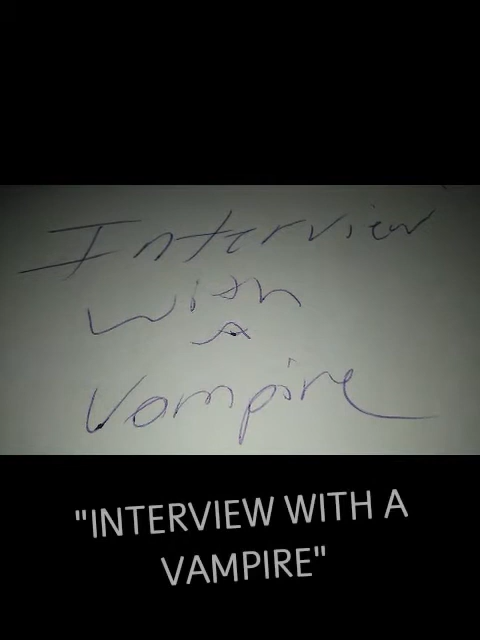 Interview
With
A
Vampire
"INTERVIEW WITH A
VAMPIRE"